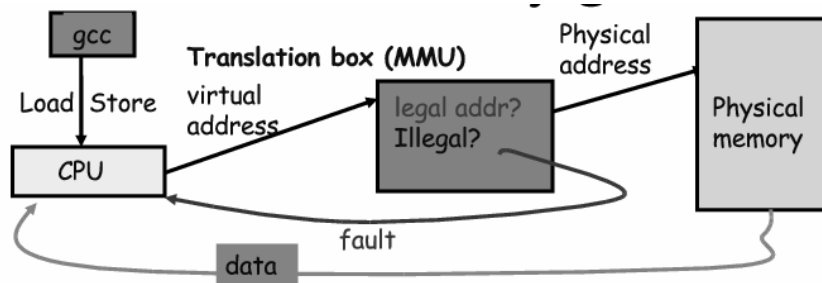 gcc
Translation box (MMU)
Physical
address
Load Store
virtual
address
legal addr?
Illegal?
Physical
memory
CPU
fault
data